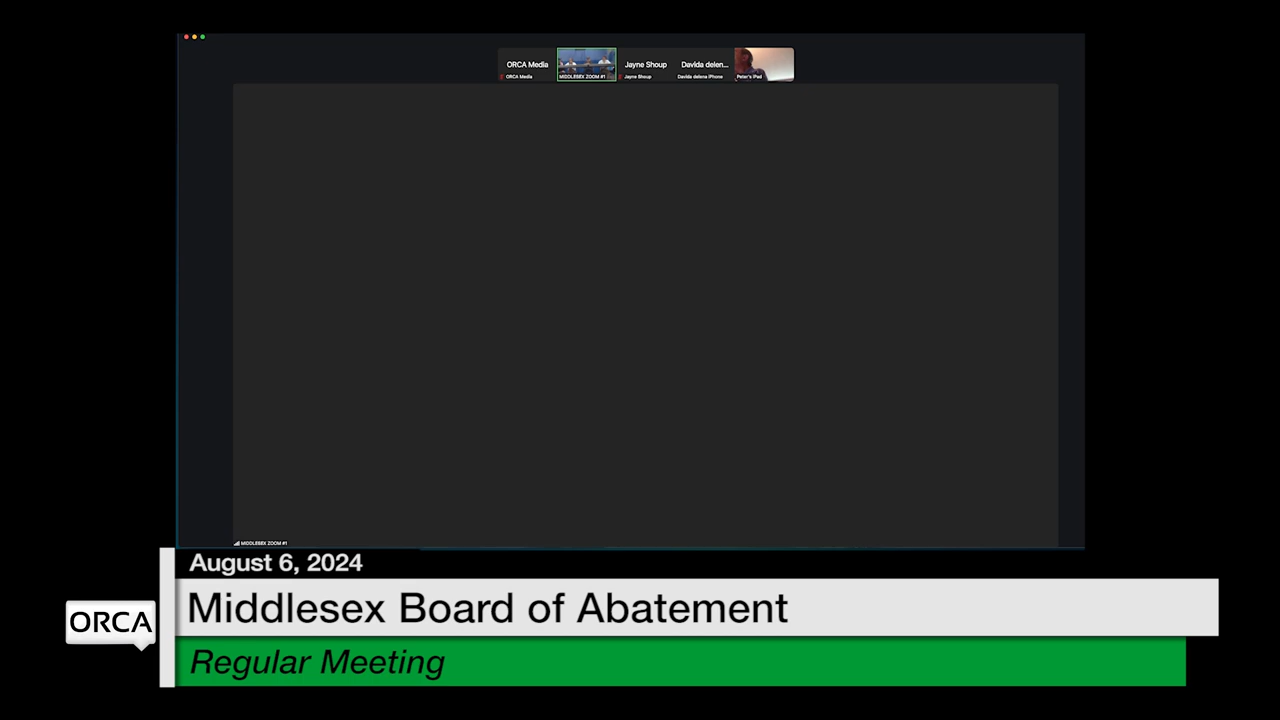 ORCA Media
Jayne Shoup
Davida delen...
ORCA Media
MIDDLESEX ZOOM #1
Jayne Shoup
Davida delena iPhone
Peter's iPad
MIDDLESEX ZOOM #1
August 6, 2024
Middlesex Board of Abatement
ORCA
Regular Meeting